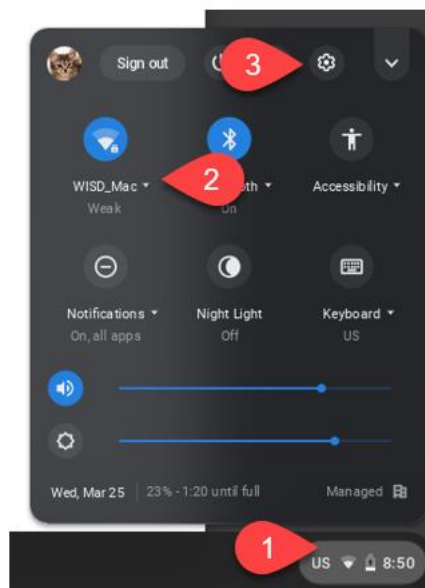 Sign out
3
WISD_Mac
2
Weak
On
Accessibility
Notifications
On, all apps
Night Light
Off
Keyboard
US
Wed, Mar 25
23% - 1:20 until full
Managed
1
US
8:50